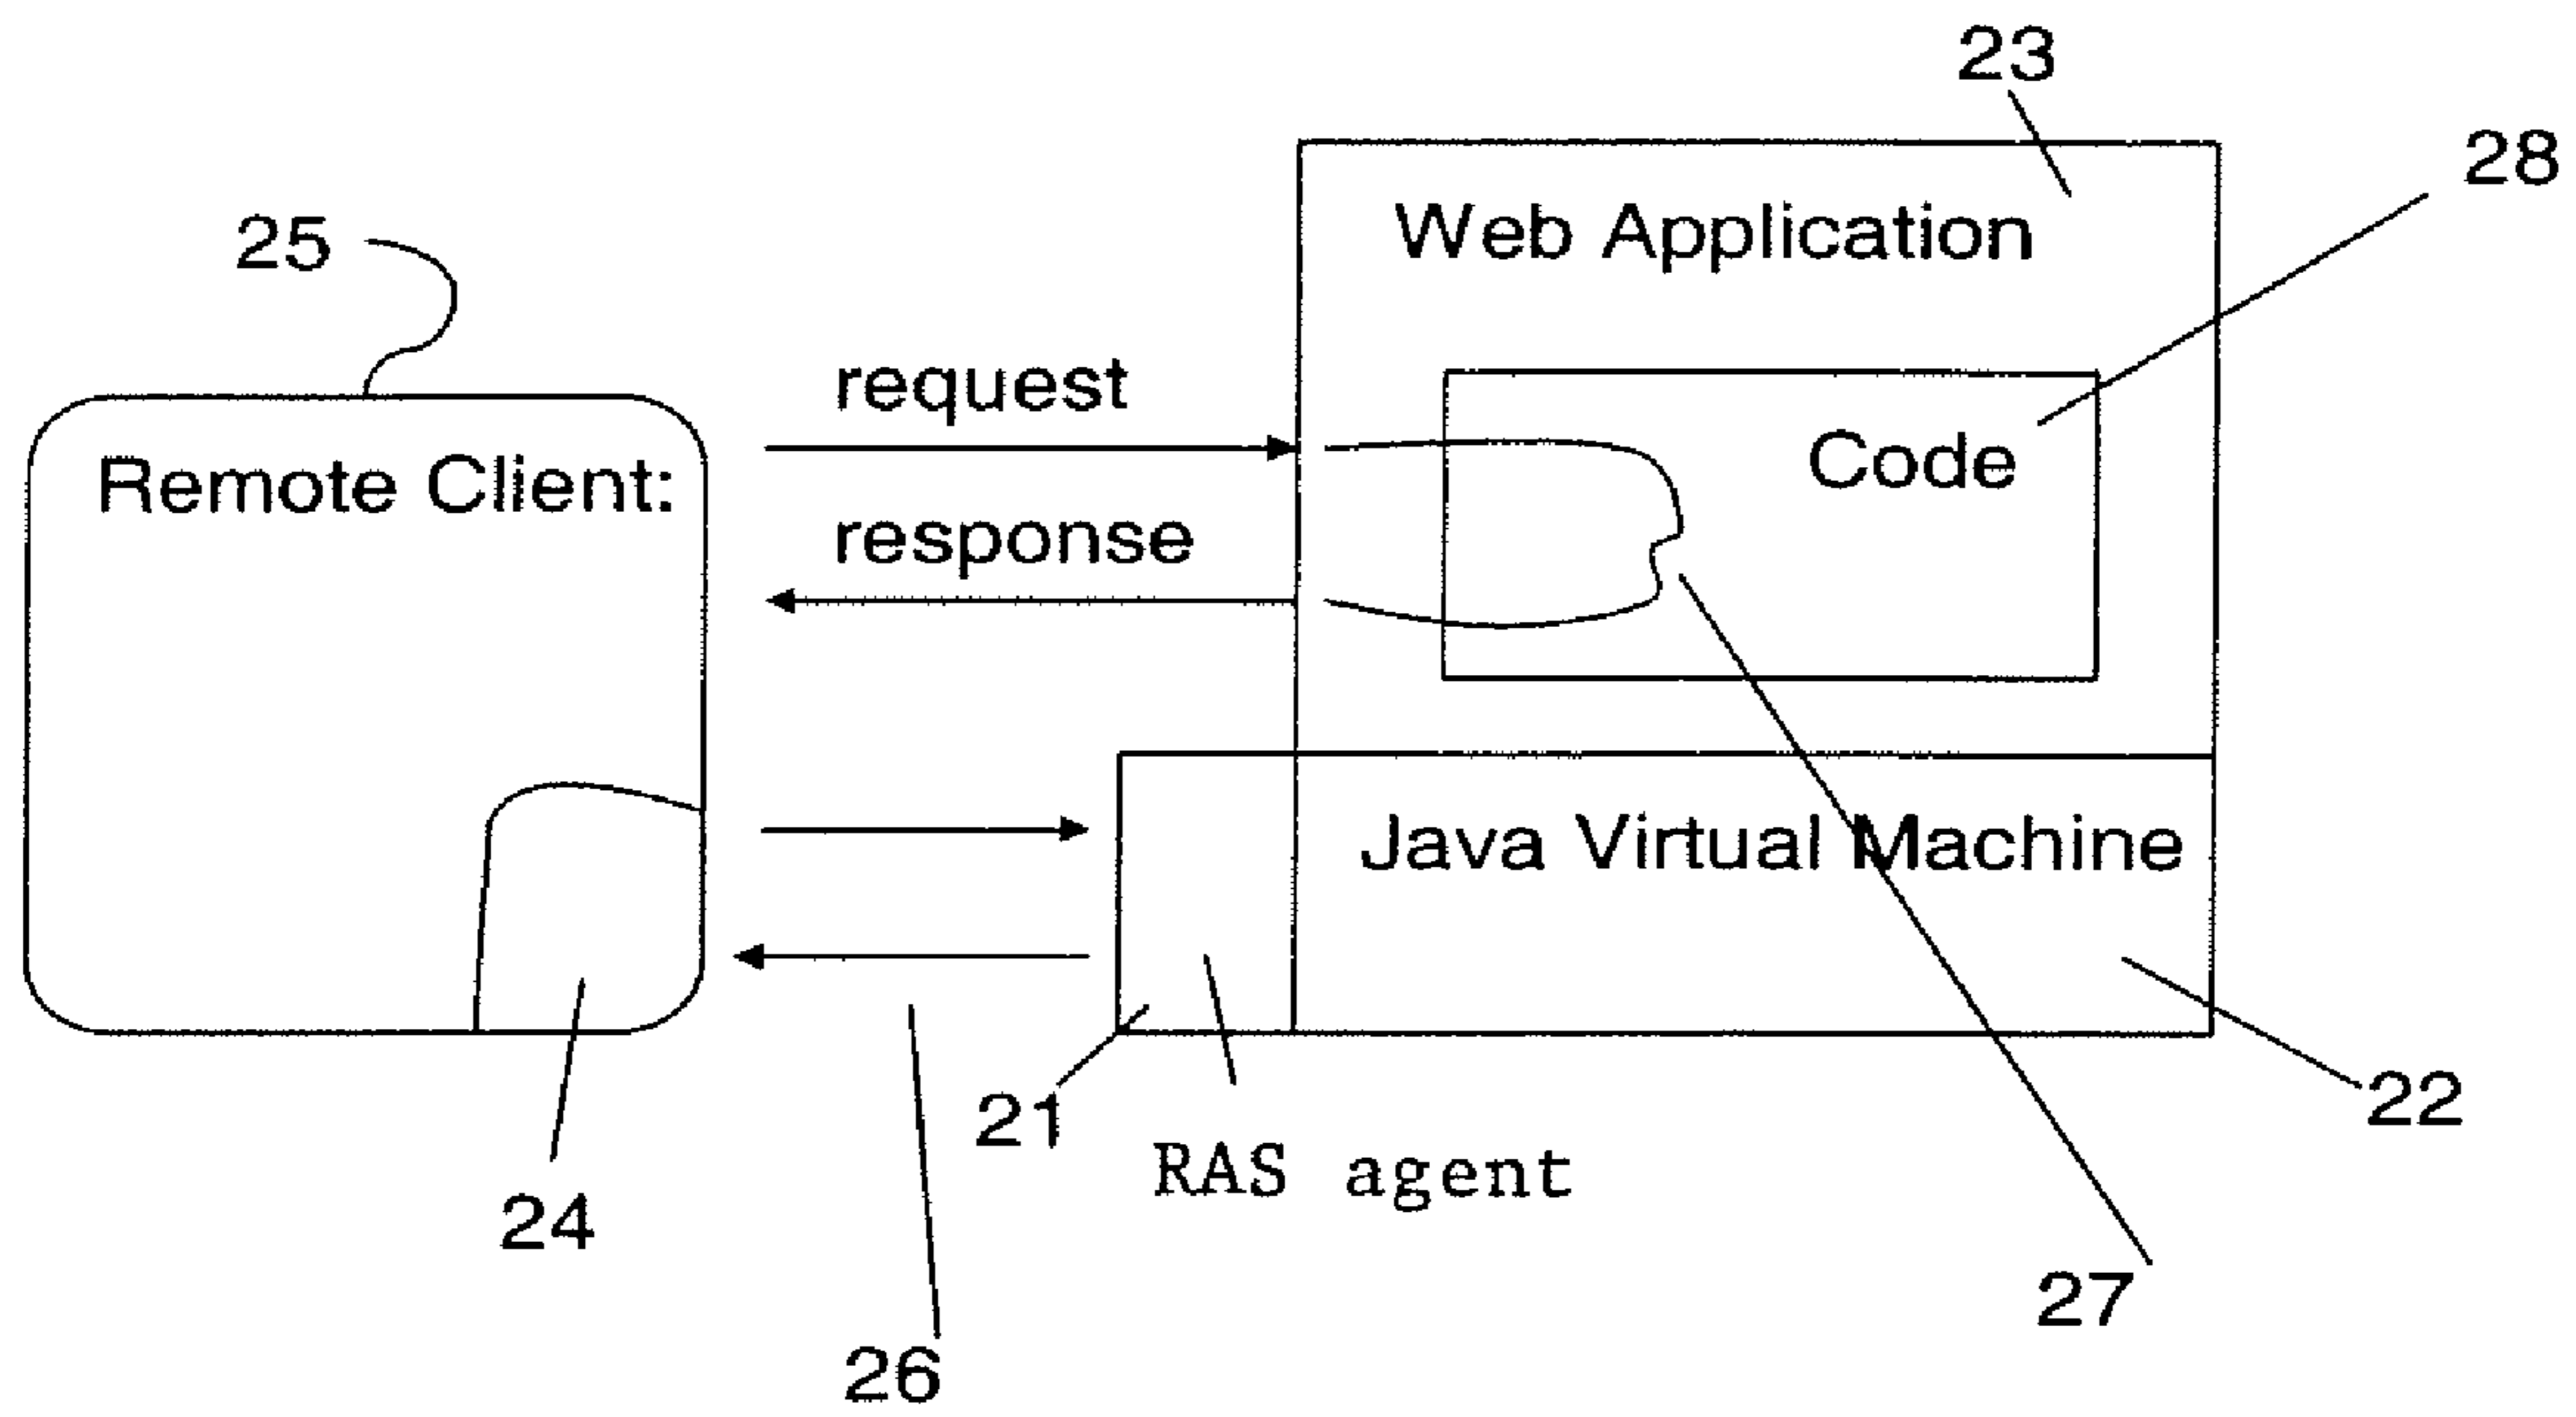 23
28
25
Web Application
request
Code
Remote Client:
response
Java Virtual Machine
21
22
RAS agent
24
27
26